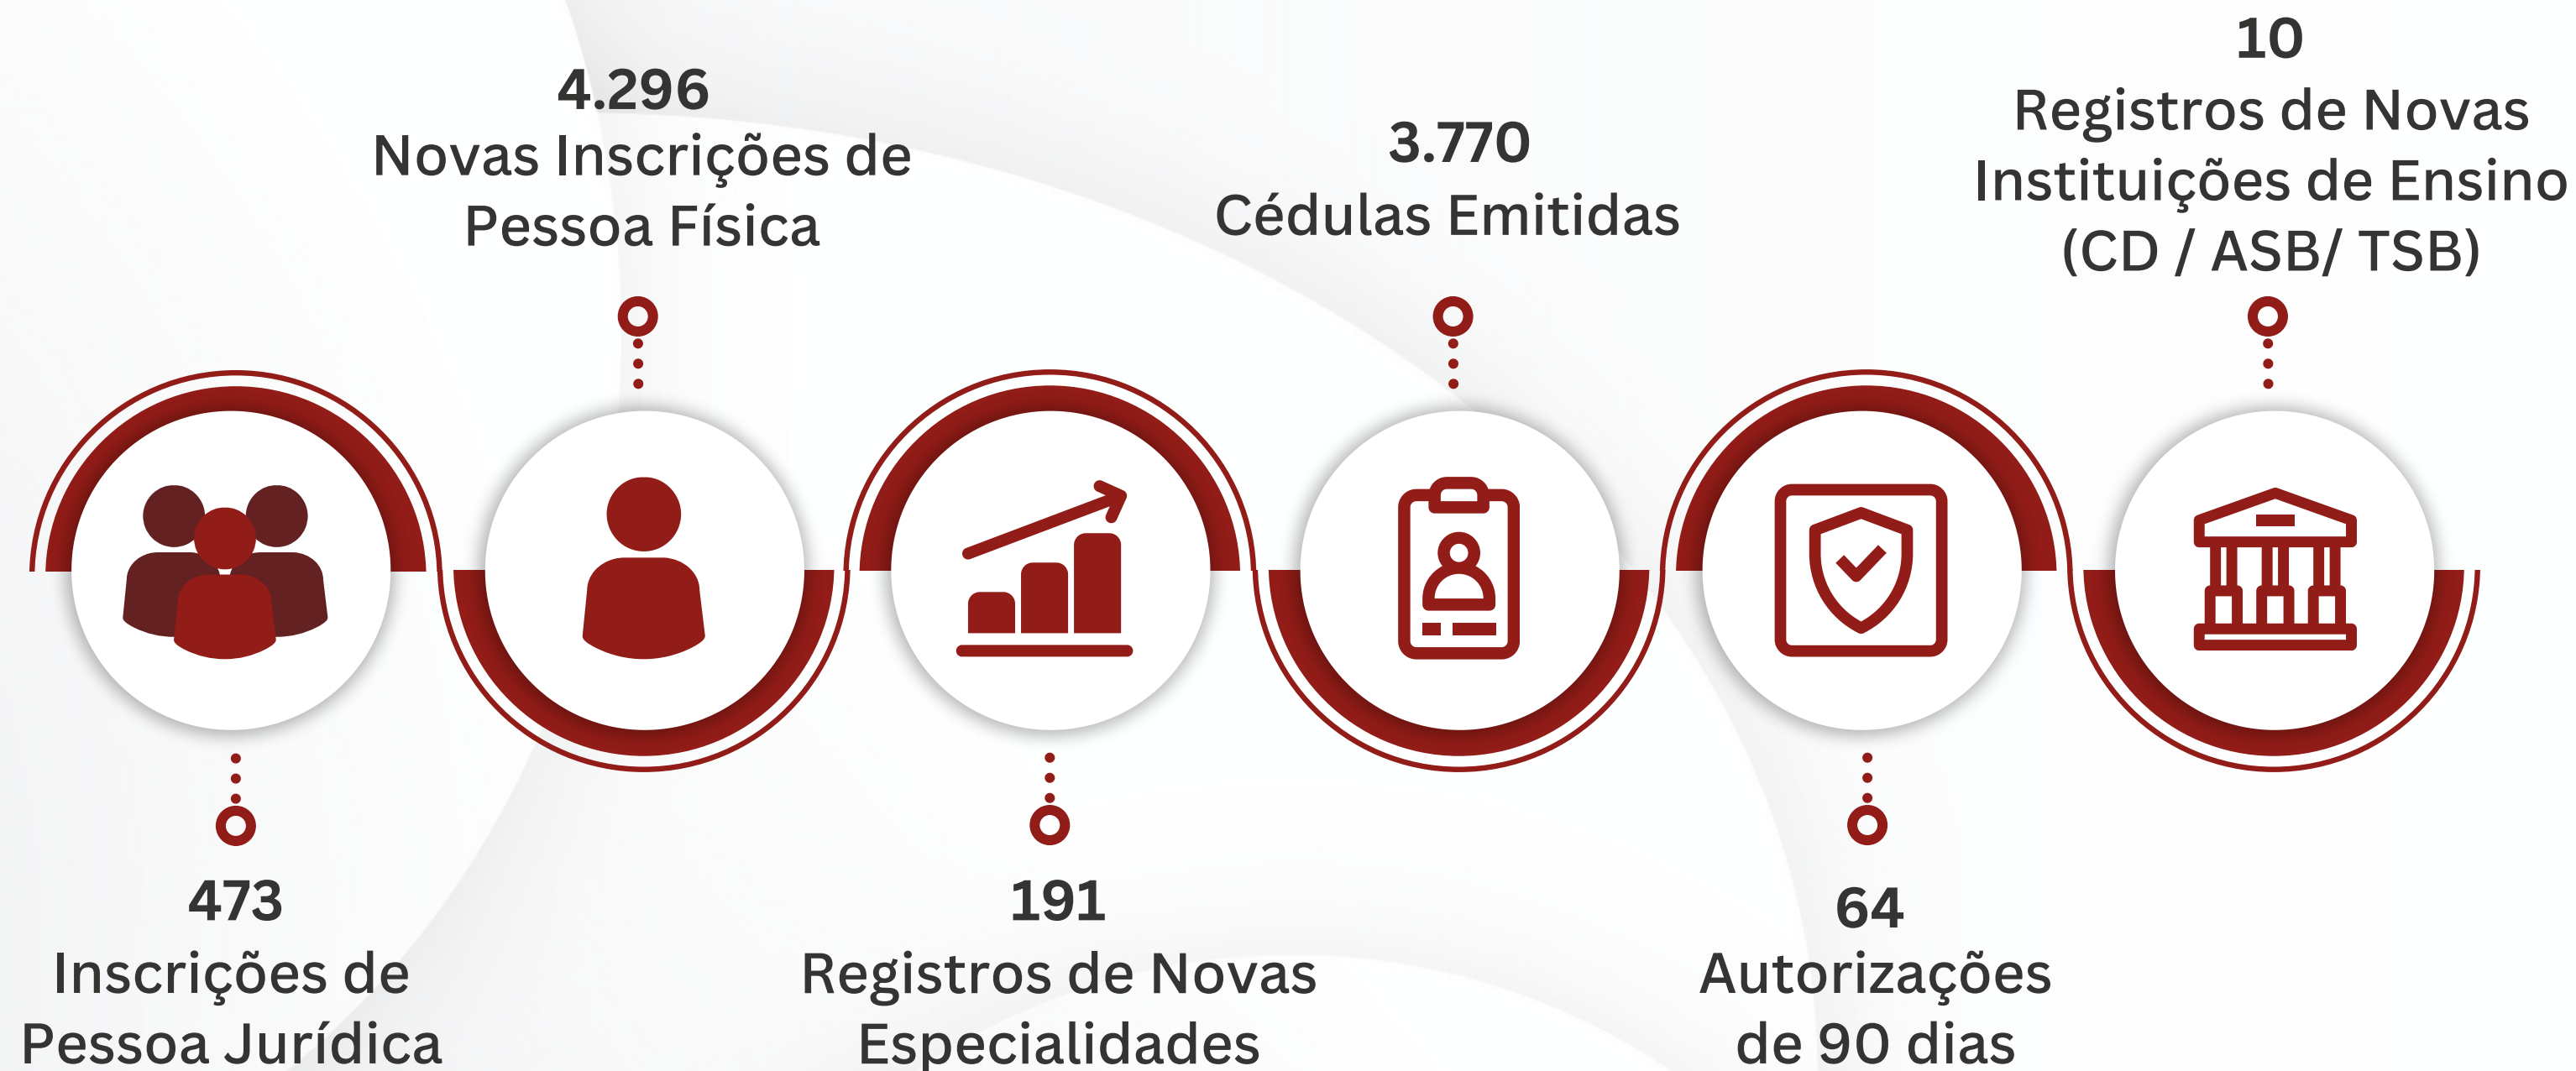 473
Inscrições de
Pessoa Jurídica
4.296
Novas Inscrições de
Pessoa Física
191
Registros de Novas
Especialidades
3.770
Cédulas Emitidas
64
Autorizações
de 90 dias
10
Registros de Novas
Instituições de Ensino
(CD / ASB/ TSB)